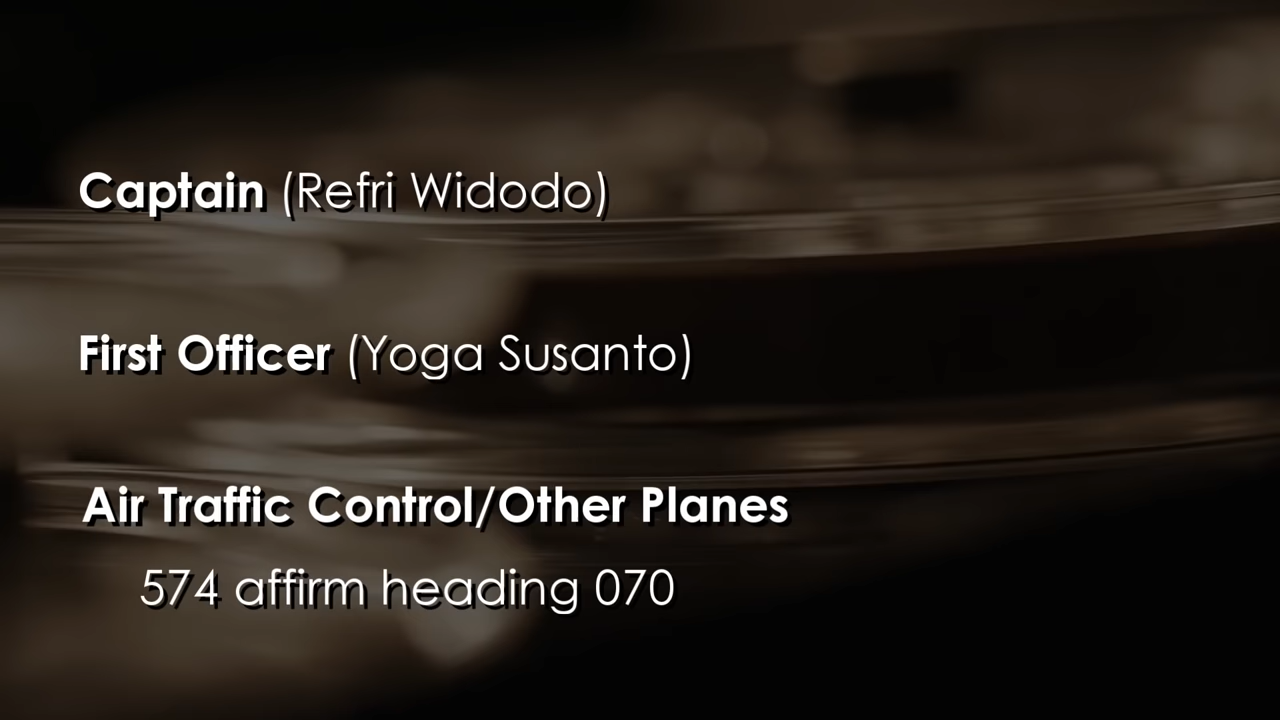 Captain (Refri Widodo)
First Officer (Yoga Susanto)
Air Traffic Control/Other Planes
574 affirm heading 070